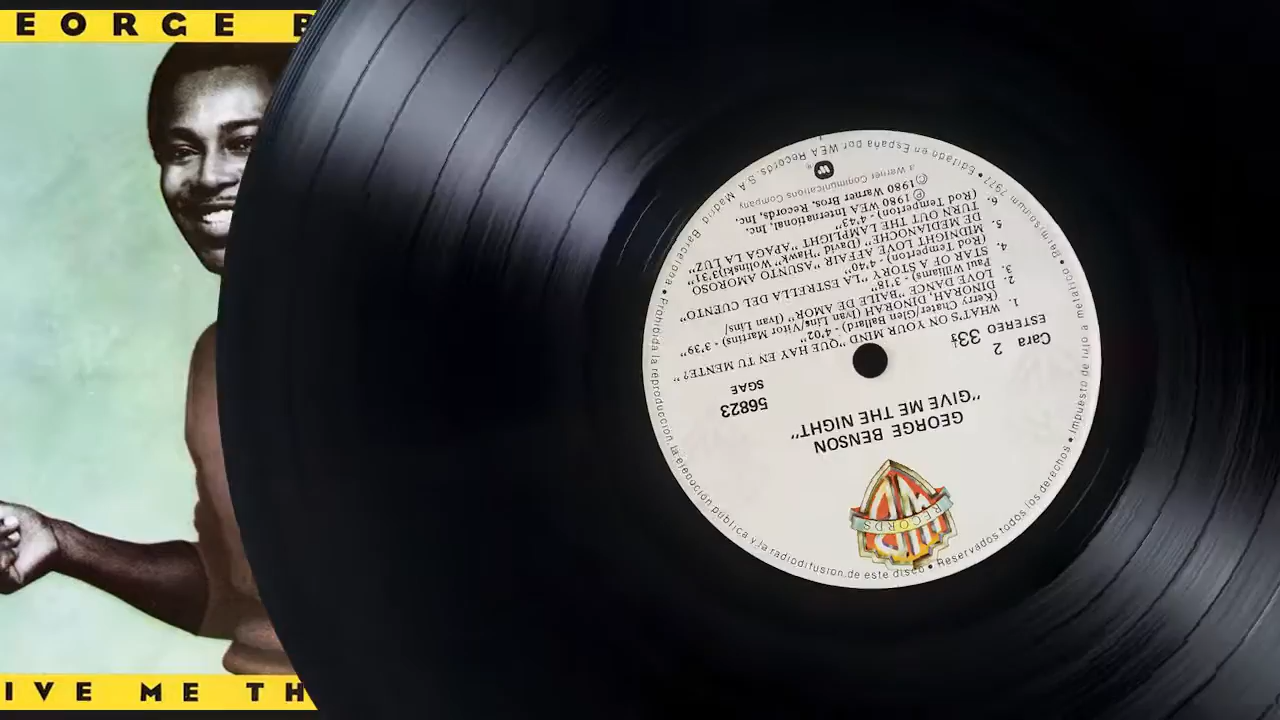 EORGE B
IVE ME TH
RECORDS
GEORGE BENSON
"GIVE ME THE NIGHT"
56823
SGAE
Cara 2
ESTEREO 33⅓
1. WHAT'S ON YOUR MIND "QUE HAY EN TU MENTE?"
(Kerry Chater/Glen Ballard) - 4'02"
2. DINORAH, DINORAH (Ivan Lins/Vitor Martins) - 3'39"
3. LOVE DANCE "BAILE DE AMOR" (Ivan Lins/
Paul Williams) - 3'18"
4. STAR OF A STORY "LA ESTRELLA DEL CUENTO"
(Rod Temperton) - 4'40"
5. MIDNIGHT LOVE AFFAIR "ASUNTO AMOROSO
DE MEDIANOCHE" (David "Hawk" Wolinski)3'31"
6. TURN OUT THE LAMPLIGHT "APAGA LA LUZ"
(Rod Temperton) - 4'43"
℗1980 WEA International, Inc.
©1980 Warner Bros. Records, Inc.
a Warner Communications Company
Editado en España por WEA Records, S.A. Madrid Barcelona • Prohibida la reproducción la ejecución pública y la radiodifusion de este disco • Reservados todos los derechos • Impuesto de lujo a